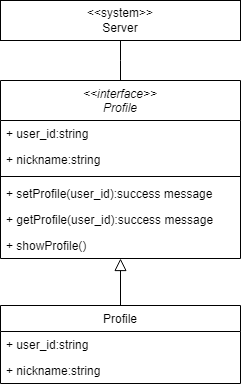 <<system>>
Server
<<interface>>
Profile
+ user_id:string
+ nickname:string
+ setProfile(user_id):success message
+ getProfile(user_id):success message
+ showProfile()
Profile
+ user_id:string
+ nickname:string